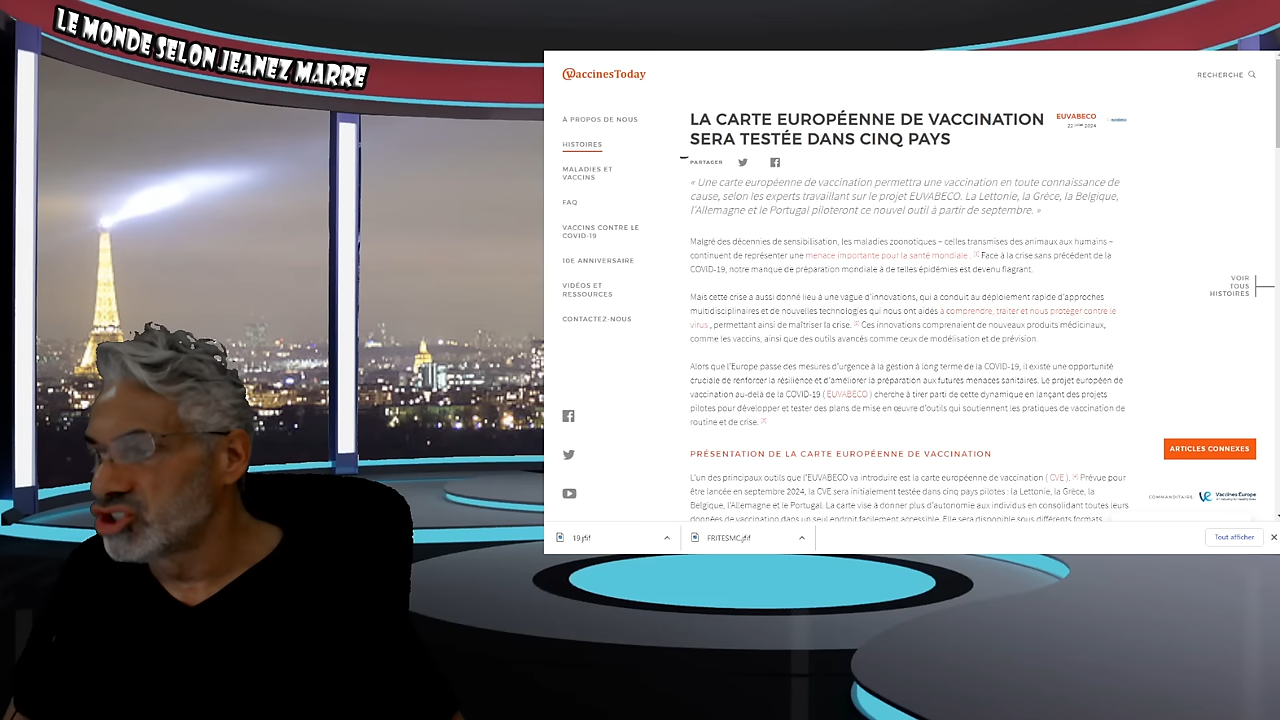 LE MONDE SELON JEANEZ MARRE
@VaccinesToday
RECHERCHE
À PROPOS DE NOUS
HISTOIRES
MALADIES ET
VACCINS
FAQ
VACCINS CONTRE LE
COVID-19
10E ANNIVERSAIRE
VIDÉOS ET
RESSOURCES
CONTACTEZ-NOUS
LA CARTE EUROPÉENNE DE VACCINATION
SERA TESTÉE DANS CINQ PAYS
EUVABECO
22 2024
PARTAGER
« Une carte européenne de vaccination permettra une vaccination en toute connaissance de
cause, selon les experts travaillant sur le projet EUVABECO. La Lettonie, la Grèce, la Belgique,
l'Allemagne et le Portugal piloteront ce nouvel outil à partir de septembre. »
Malgré des décennies de sensibilisation, les maladies zoonotiques – celles transmises des animaux aux humains –
continuent de représenter une menace importante pour la santé mondiale . Face à la crise sans précédent de la
COVID-19, notre manque de préparation mondiale à de telles épidémies est devenu flagrant.
Mais cette crise a aussi donné lieu à une vague d'innovations, qui a conduit au déploiement rapide d'approches
multidisciplinaires et de nouvelles technologies qui nous ont aidés à comprendre, traiter et nous protéger contre le
virus , permettant ainsi de maîtriser la crise. Ces innovations comprenaient de nouveaux produits médicinaux,
comme les vaccins, ainsi que des outils avancés comme ceux de modélisation et de prévision.
Alors que l'Europe passe des mesures d'urgence à la gestion à long terme de la COVID-19, il existe une opportunité
cruciale de renforcer la résilience et d'améliorer la préparation aux futures menaces sanitaires. Le projet européen de
vaccination au-delà de la COVID-19 ( EUVABECO ) cherche à tirer parti de cette dynamique en lançant des projets
pilotes pour développer et tester des plans de mise en œuvre d'outils qui soutiennent les pratiques de vaccination de
routine et de crise.
PRÉSENTATION DE LA CARTE EUROPÉENNE DE VACCINATION
L'un des principaux outils que l'EUVABECO va introduire est la carte européenne de vaccination ( CVE ). Prévue pour
être lancée en septembre 2024, la CVE sera initialement testée dans cinq pays pilotes : la Lettonie, la Grèce, la
Belgique, l'Allemagne et le Portugal. La carte vise à donner plus d'autonomie aux individus en consolidant toutes leurs
données de vaccination dans un seul endroit facilement accessible. Elle sera disponible sous différents formats
VOIR
TOUS
HISTOIRES
ARTICLES CONNEXES
COMMANDITAIRE
Vaccines Europe
19.jfif
FRITESMC.jfif
Tout afficher